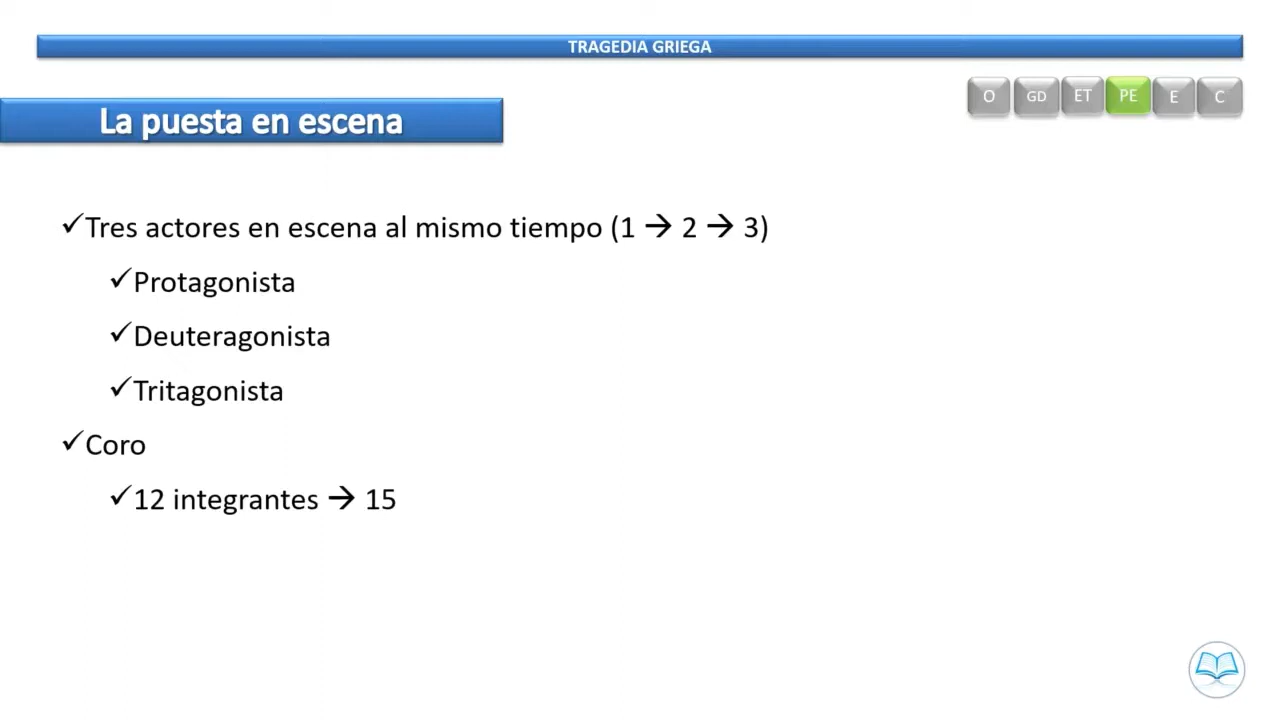 TRAGEDIA GRIEGA
O GD ET PE E C
La puesta en escena
✓Tres actores en escena al mismo tiempo (1 → 2 → 3)
✓Protagonista
✓Deuteragonista
✓Tritagonista
✓Coro
✓12 integrantes → 15